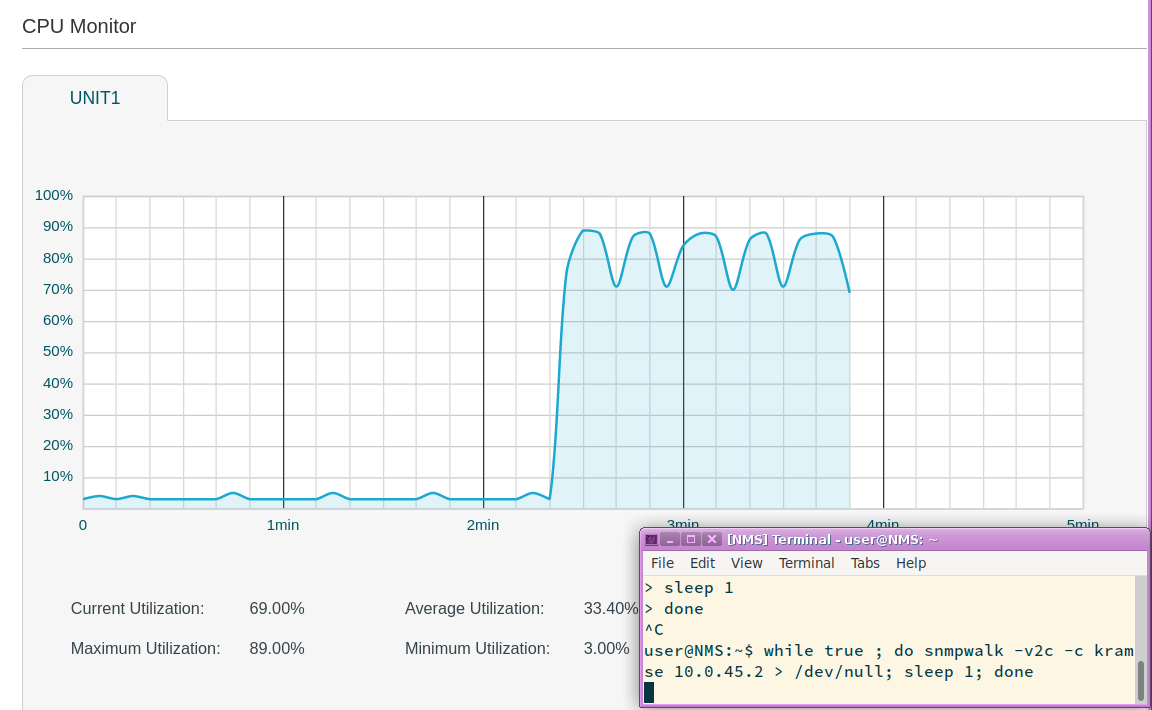 CPU Monitor
UNIT1
100%
90%
80%
70%
60%
50%
40%
30%
20%
10%
0 1min 2min 3min 4min 5min
Current Utilization: 69.00% Average Utilization: 33.40%
Maximum Utilization: 89.00% Minimum Utilization: 3.00%
[NMS] Terminal - user@NMS: ~
File Edit View Terminal Tabs Help
> sleep 1
> done
^C
user@NMS:~$ while true ; do snmpwalk -v2c -c kram
se 10.0.45.2 > /dev/null; sleep 1; done